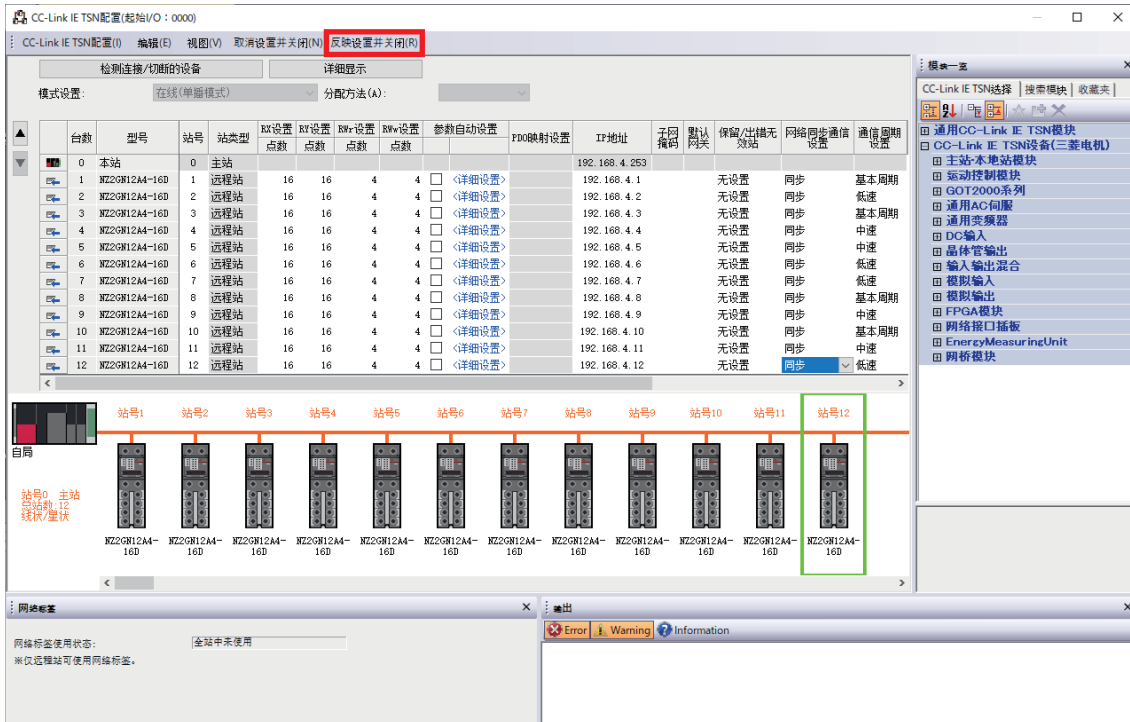 CC-Link IE TSN配置(起始I/O：0000)
CC-Link IE TSN配置(I) 编辑(E) 视图(V) 取消设置并关闭(N) 反映设置并关闭(R)
检测连接/切断的设备 详细显示
模式设置: 在线(单播模式) 分配方法(A):
台数 型号 站号 站类型 RX设置 RY设置 RWr设置 RWw设置 参数自动设置 PDO映射设置 IP地址 子网掩码 默认网关 保留/出错无效站 网络同步通信设置 通信周期设置
点数 点数 点数 点数
0 本站 0 主站 192.168.4.253
1 NZ2GN12A4-16D 1 远程站 16 16 4 4 <详细设置> 192.168.4.1 无设置 同步 基本周期
2 NZ2GN12A4-16D 2 远程站 16 16 4 4 <详细设置> 192.168.4.2 无设置 同步 低速
3 NZ2GN12A4-16D 3 远程站 16 16 4 4 <详细设置> 192.168.4.3 无设置 同步 基本周期
4 NZ2GN12A4-16D 4 远程站 16 16 4 4 <详细设置> 192.168.4.4 无设置 同步 中速
5 NZ2GN12A4-16D 5 远程站 16 16 4 4 <详细设置> 192.168.4.5 无设置 同步 中速
6 NZ2GN12A4-16D 6 远程站 16 16 4 4 <详细设置> 192.168.4.6 无设置 同步 低速
7 NZ2GN12A4-16D 7 远程站 16 16 4 4 <详细设置> 192.168.4.7 无设置 同步 低速
8 NZ2GN12A4-16D 8 远程站 16 16 4 4 <详细设置> 192.168.4.8 无设置 同步 基本周期
9 NZ2GN12A4-16D 9 远程站 16 16 4 4 <详细设置> 192.168.4.9 无设置 同步 中速
10 NZ2GN12A4-16D 10 远程站 16 16 4 4 <详细设置> 192.168.4.10 无设置 同步 基本周期
11 NZ2GN12A4-16D 11 远程站 16 16 4 4 <详细设置> 192.168.4.11 无设置 同步 中速
12 NZ2GN12A4-16D 12 远程站 16 16 4 4 <详细设置> 192.168.4.12 无设置 同步 低速
站号1 站号2 站号3 站号4 站号5 站号6 站号7 站号8 站号9 站号10 站号11 站号12
自局
站号0 主站
总站数:12
线状/星状
NZ2GN12A4- NZ2GN12A4- NZ2GN12A4- NZ2GN12A4- NZ2GN12A4- NZ2GN12A4- NZ2GN12A4- NZ2GN12A4- NZ2GN12A4- NZ2GN12A4- NZ2GN12A4- NZ2GN12A4-
16D 16D 16D 16D 16D 16D 16D 16D 16D 16D 16D 16D
模块一览
CC-Link IE TSN选择 搜索模块 收藏夹
通用CC-Link IE TSN模块
CC-Link IE TSN设备(三菱电机)
主站·本地站模块
运动控制模块
GOT2000系列
通用AC伺服
通用变频器
DC输入
晶体管输出
输入输出混合
模拟输入
模拟输出
FPGA模块
网络接口插板
EnergyMeasuringUnit
网桥模块
网络标签
网络标签使用状态: 全站中未使用
※仅远程站可使用网络标签。
输出
Error Warning Information